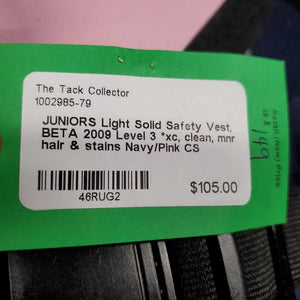 The Tack Collector
1002985-79
JUNIORS Light Solid Safety Vest,
BETA 2009 Level 3 *xc, clean, mnr
hair & stains Navy/Pink CS
$105.00
46RUG2
Retail (New) Price
is $149